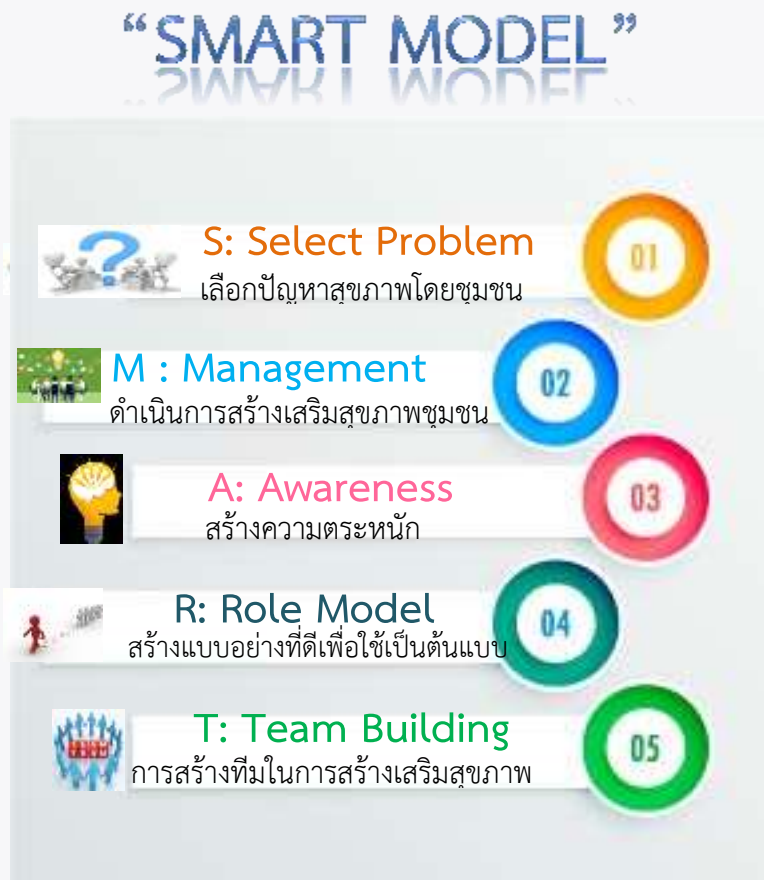 “SMART MODEL”
S: Select Problem
01
เลือกปัญหาสุขภาพโดยชุมชน
M : Management
02
ดำเนินการสร้างเสริมสุขภาพชุมชน
A: Awareness
03
สร้างความตระหนัก
R: Role Model
04
สร้างแบบอย่างที่ดีเพื่อใช้เป็นต้นแบบ
T: Team Building
05
การสร้างทีมในการสร้างเสริมสุขภาพ